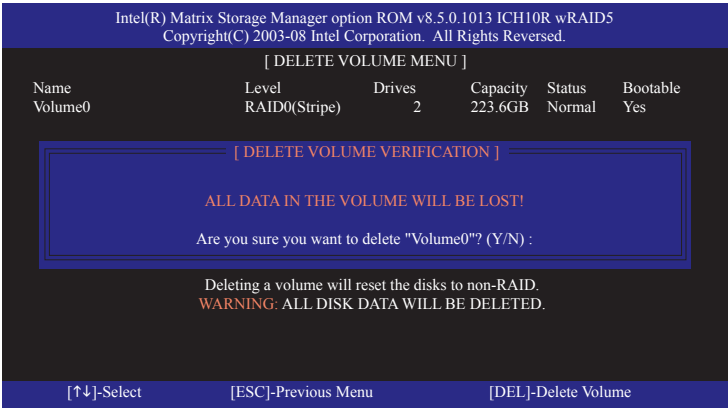 Intel(R) Matrix Storage Manager option ROM v8.5.0.1013 ICH10R wRAID5
Copyright(C) 2003-08 Intel Corporation. All Rights Reversed.
[ DELETE VOLUME MENU ]
Name Level Drives Capacity Status Bootable
Volume0 RAID0(Stripe) 2 223.6GB Normal Yes
[ DELETE VOLUME VERIFICATION ]
ALL DATA IN THE VOLUME WILL BE LOST!
Are you sure you want to delete "Volume0"? (Y/N) :
Deleting a volume will reset the disks to non-RAID.
WARNING: ALL DISK DATA WILL BE DELETED.
[↑↓]-Select [ESC]-Previous Menu [DEL]-Delete Volume